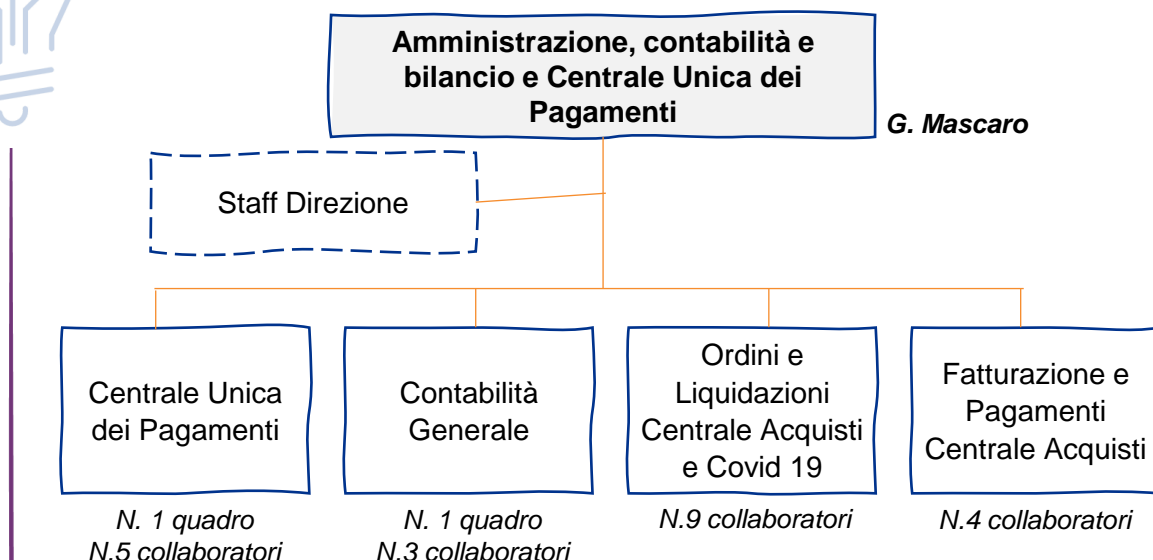 Amministrazione, contabilità e
bilancio e Centrale Unica dei
Pagamenti
G. Mascaro
Staff Direzione
Centrale Unica
dei Pagamenti
Contabilità
Generale
Ordini e
Liquidazioni
Centrale Acquisti
e Covid 19
Fatturazione e
Pagamenti
Centrale Acquisti
N. 1 quadro
N.5 collaboratori
N. 1 quadro
N.3 collaboratori
N.9 collaboratori
N.4 collaboratori